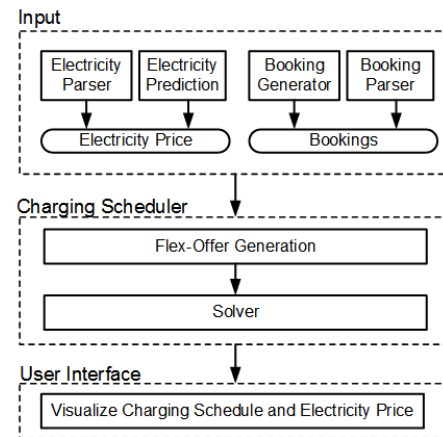 Input
Electricity
Parser
Electricity
Prediction
Booking
Generator
Booking
Parser
Electricity Price
Bookings
Charging Scheduler
Flex-Offer Generation
Solver
User Interface
Visualize Charging Schedule and Electricity Price